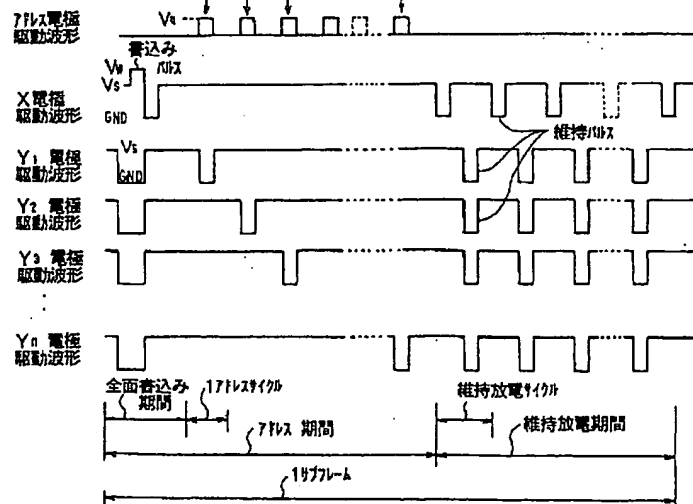 アドレス電極
駆動波形
Va
書込み
パルス
Vw
Vs
GND
X電極
駆動波形
維持パルス
Y1 電極
駆動波形
Vs
GND
Y2 電極
駆動波形
Y3 電極
駆動波形
Yn 電極
駆動波形
全面書込み
期間
1アドレスサイクル
維持放電サイクル
アドレス 期間
維持放電期間
1サブフレーム